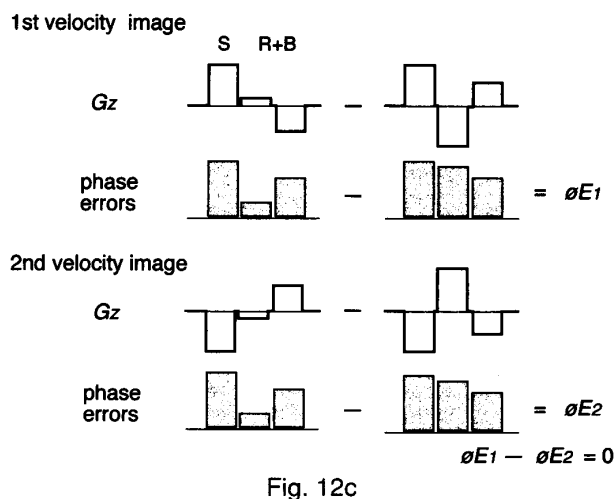 1st velocity image
S R+B
Gz –
phase errors – = øE1
2nd velocity image
Gz –
phase errors – = øE2
øE1 – øE2 = 0
Fig. 12c